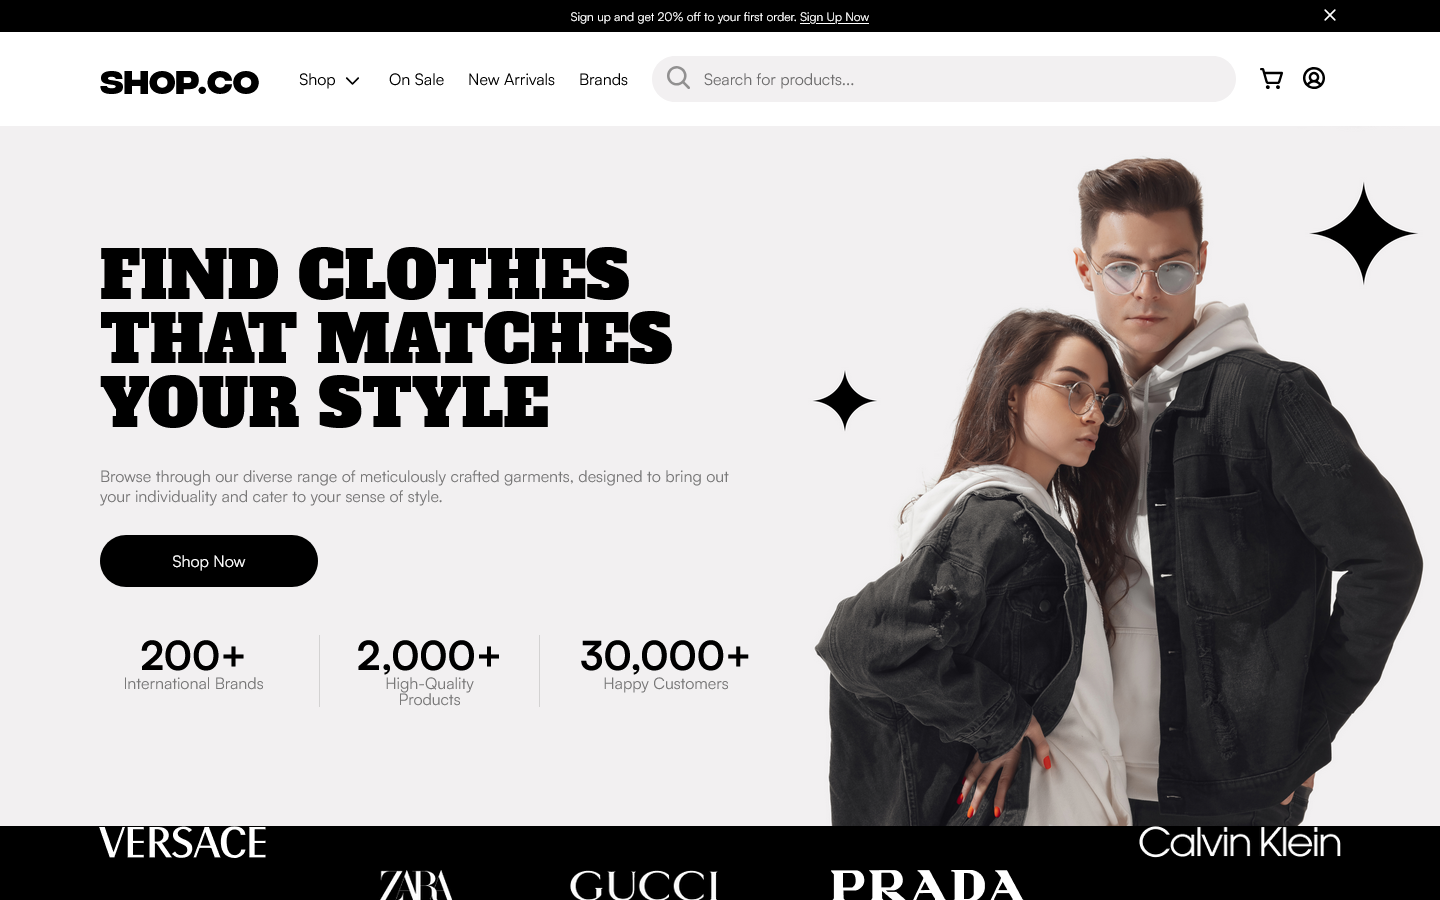 Sign up and get 20% off to your first order. Sign Up Now
SHOP.CO
Shop
On Sale
New Arrivals
Brands
Search for products...
FIND CLOTHES
THAT MATCHES
YOUR STYLE
Browse through our diverse range of meticulously crafted garments, designed to bring out
your individuality and cater to your sense of style.
Shop Now
200+
International Brands
2,000+
High-Quality
Products
30,000+
Happy Customers
VERSACE
ZARA
GUCCI
PRADA
Calvin Klein